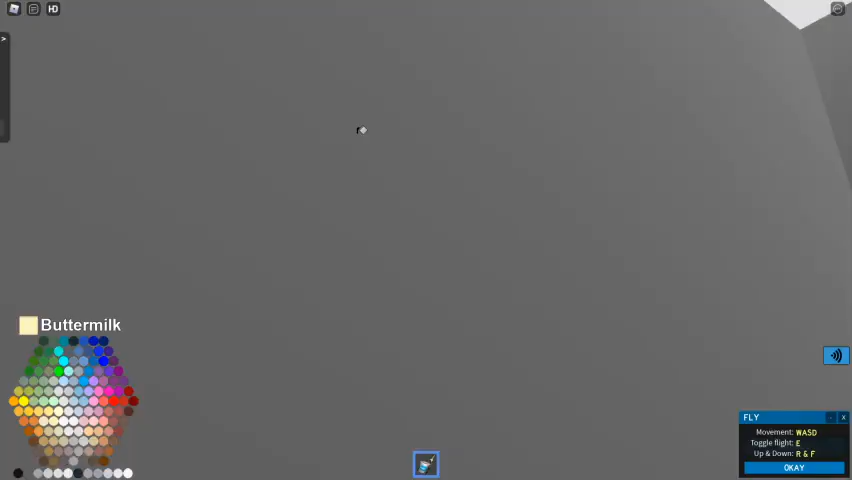 HD
>
Buttermilk
FLY - x
Movement: WASD
Toggle flight: E
Up & Down: R & F
OKAY